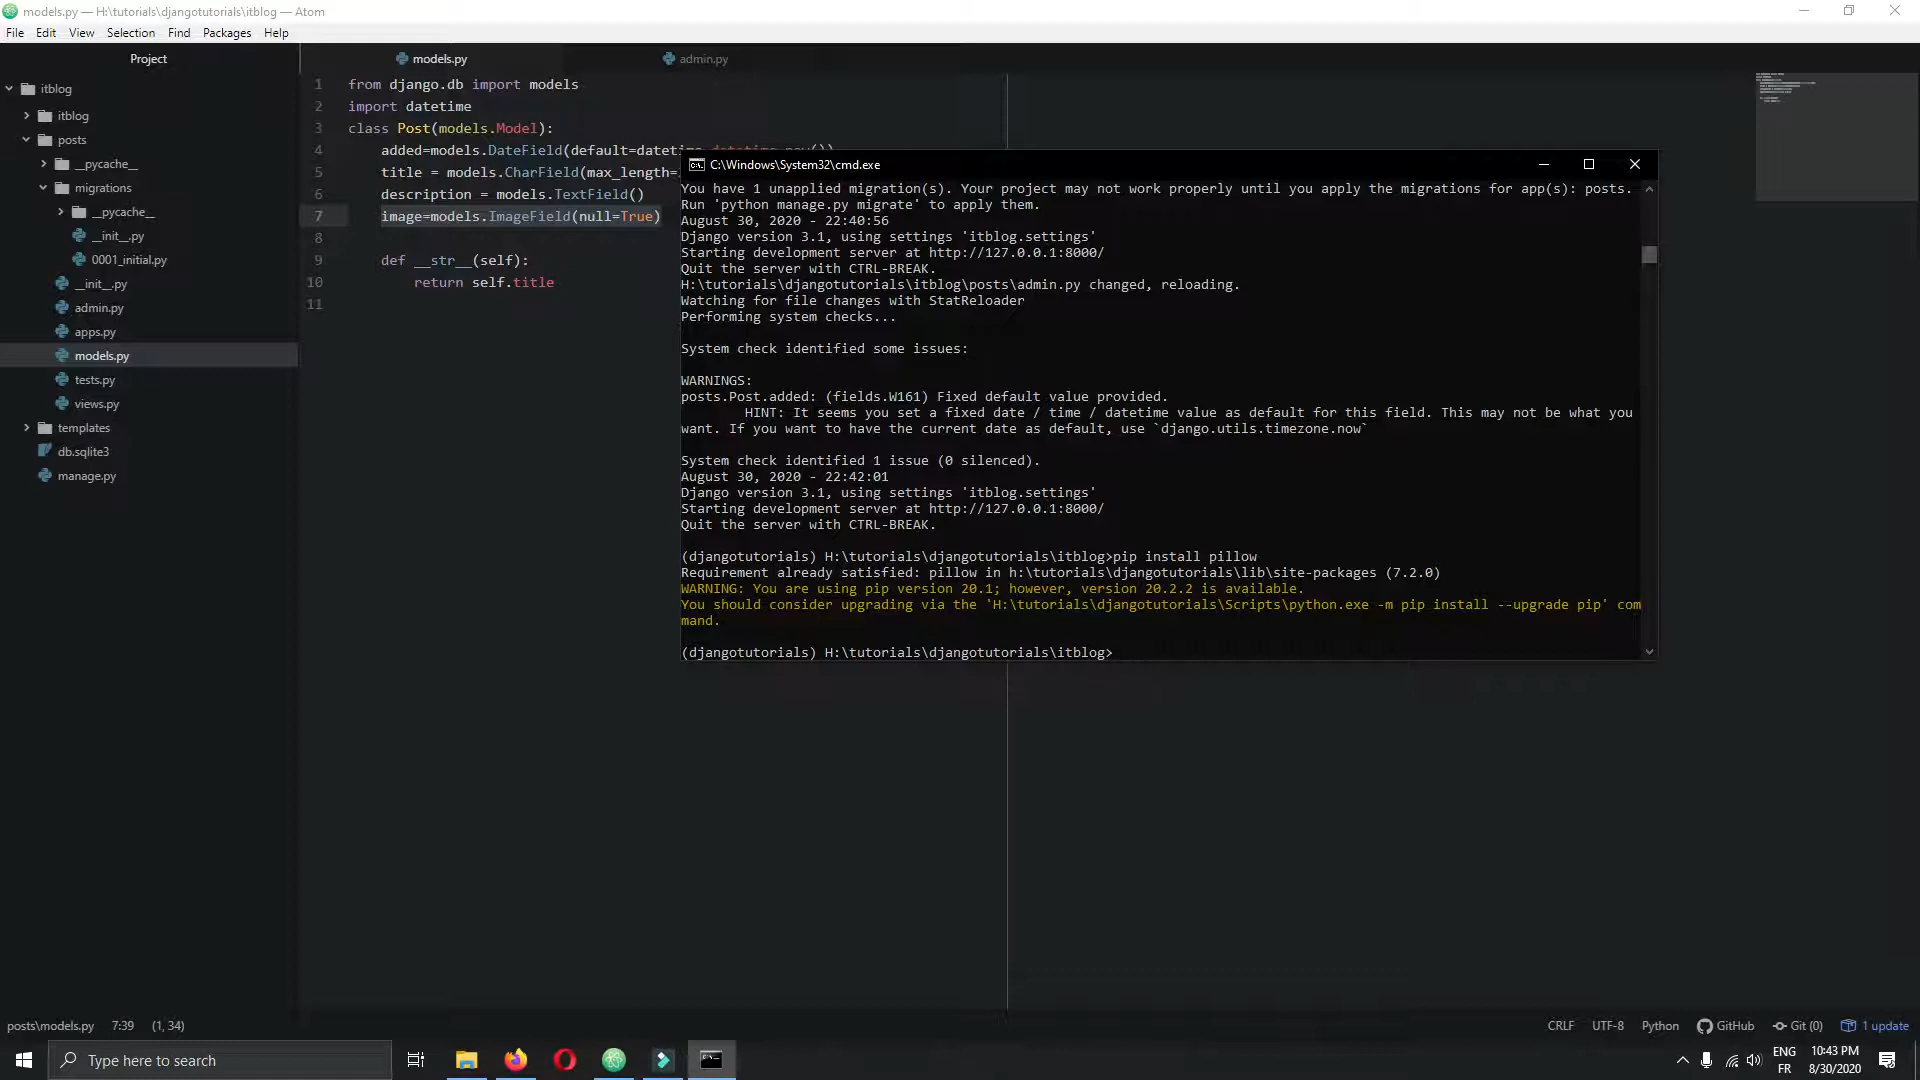 models.py — H:\tutorials\djangotutorials\itblog — Atom
File Edit View Selection Find Packages Help
Project
itblog
itblog
posts
__pycache__
migrations
__pycache__
__init__.py
0001_initial.py
__init__.py
admin.py
apps.py
models.py
tests.py
views.py
templates
db.sqlite3
manage.py
models.py
admin.py
1 from django.db import models
2 import datetime
3 class Post(models.Model):
4 added=models.DateField(default=datetime.datetime.now())
5 title = models.CharField(max_length=
6 description = models.TextField()
7 image=models.ImageField(null=True)
8
9 def __str__(self):
10 return self.title
11
C:\Windows\System32\cmd.exe
You have 1 unapplied migration(s). Your project may not work properly until you apply the migrations for app(s): posts.
Run 'python manage.py migrate' to apply them.
August 30, 2020 - 22:40:56
Django version 3.1, using settings 'itblog.settings'
Starting development server at http://127.0.0.1:8000/
Quit the server with CTRL-BREAK.
H:\tutorials\djangotutorials\itblog\posts\admin.py changed, reloading.
Watching for file changes with StatReloader
Performing system checks...
System check identified some issues:
WARNINGS:
posts.Post.added: (fields.W161) Fixed default value provided.
HINT: It seems you set a fixed date / time / datetime value as default for this field. This may not be what you
want. If you want to have the current date as default, use `django.utils.timezone.now`
System check identified 1 issue (0 silenced).
August 30, 2020 - 22:42:01
Django version 3.1, using settings 'itblog.settings'
Starting development server at http://127.0.0.1:8000/
Quit the server with CTRL-BREAK.
(djangotutorials) H:\tutorials\djangotutorials\itblog>pip install pillow
Requirement already satisfied: pillow in h:\tutorials\djangotutorials\lib\site-packages (7.2.0)
WARNING: You are using pip version 20.1; however, version 20.2.2 is available.
You should consider upgrading via the 'H:\tutorials\djangotutorials\Scripts\python.exe -m pip install --upgrade pip' com
mand.
(djangotutorials) H:\tutorials\djangotutorials\itblog>
posts\models.py 7:39 (1, 34)
CRLF UTF-8 Python GitHub Git (0) 1 update
Type here to search
ENG
FR
10:43 PM
8/30/2020